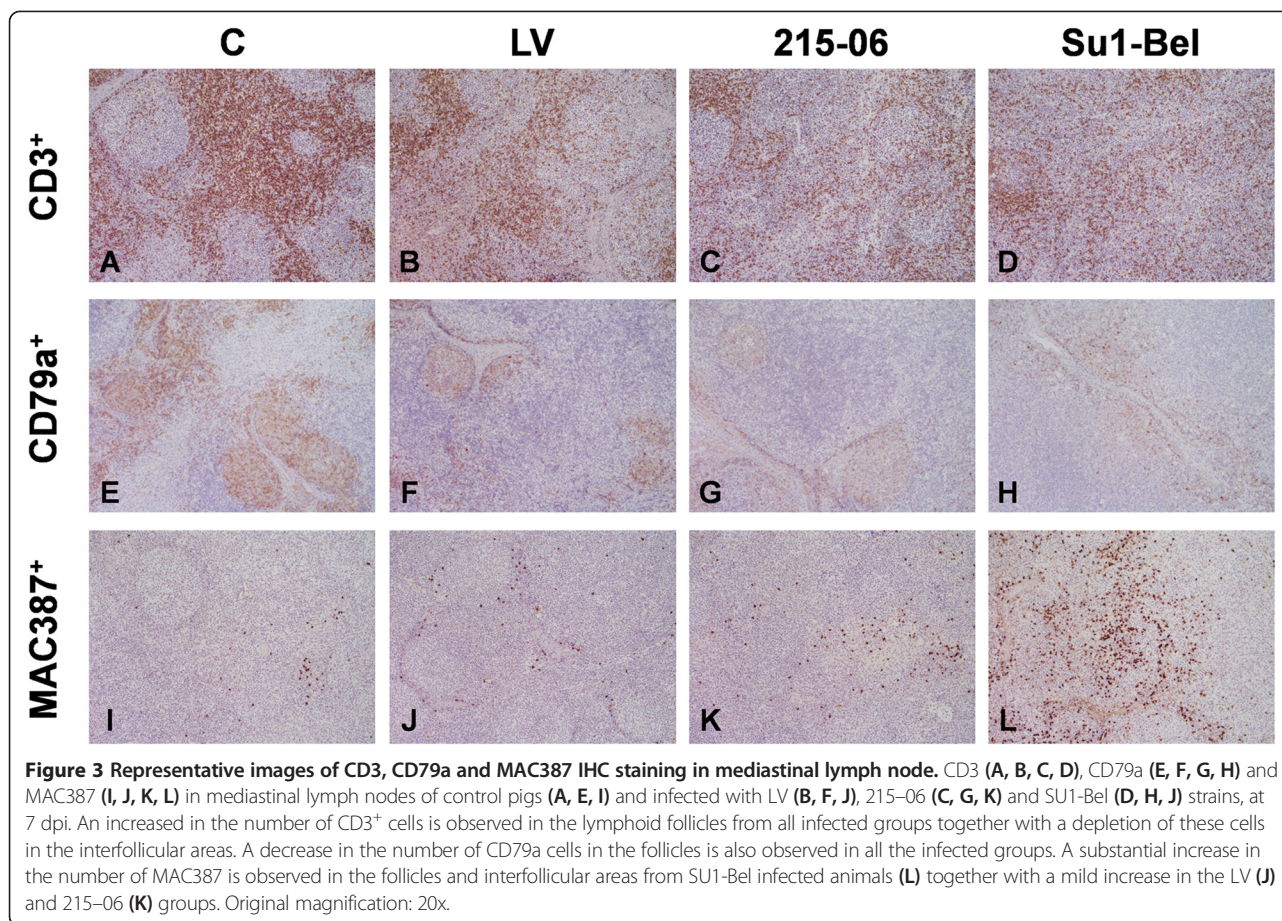 C LV 215-06 Su1-Bel
CD3+
A B C D
CD79a+
E F G H
MAC387+
I J K L
Figure 3 Representative images of CD3, CD79a and MAC387 IHC staining in mediastinal lymph node. CD3 (A, B, C, D), CD79a (E, F, G, H) and
MAC387 (I, J, K, L) in mediastinal lymph nodes of control pigs (A, E, I) and infected with LV (B, F, J), 215–06 (C, G, K) and SU1-Bel (D, H, J) strains, at
7 dpi. An increased in the number of CD3+ cells is observed in the lymphoid follicles from all infected groups together with a depletion of these cells
in the interfollicular areas. A decrease in the number of CD79a cells in the follicles is also observed in all the infected groups. A substantial increase in
the number of MAC387 is observed in the follicles and interfollicular areas from SU1-Bel infected animals (L) together with a mild increase in the LV (J)
and 215–06 (K) groups. Original magnification: 20x.